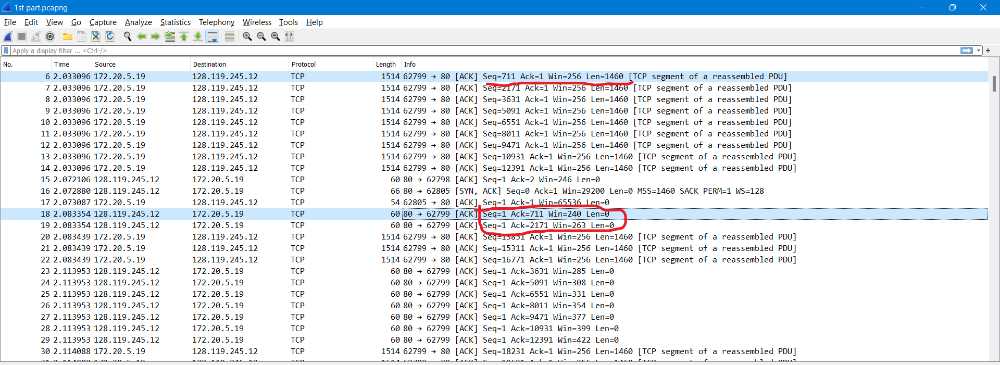 1st part.pcapng
File Edit View Go Capture Analyze Statistics Telephony Wireless Tools Help
Apply a display filter ... <Ctrl-/>
No. Time Source Destination Protocol Length Info
6 2.033096 172.20.5.19 128.119.245.12 TCP 1514 62799 → 80 [ACK] Seq=711 Ack=1 Win=256 Len=1460 [TCP segment of a reassembled PDU]
7 2.033096 172.20.5.19 128.119.245.12 TCP 1514 62799 → 80 [ACK] Seq=2171 Ack=1 Win=256 Len=1460 [TCP segment of a reassembled PDU]
8 2.033096 172.20.5.19 128.119.245.12 TCP 1514 62799 → 80 [ACK] Seq=3631 Ack=1 Win=256 Len=1460 [TCP segment of a reassembled PDU]
9 2.033096 172.20.5.19 128.119.245.12 TCP 1514 62799 → 80 [ACK] Seq=5091 Ack=1 Win=256 Len=1460 [TCP segment of a reassembled PDU]
10 2.033096 172.20.5.19 128.119.245.12 TCP 1514 62799 → 80 [ACK] Seq=6551 Ack=1 Win=256 Len=1460 [TCP segment of a reassembled PDU]
11 2.033096 172.20.5.19 128.119.245.12 TCP 1514 62799 → 80 [ACK] Seq=8011 Ack=1 Win=256 Len=1460 [TCP segment of a reassembled PDU]
12 2.033096 172.20.5.19 128.119.245.12 TCP 1514 62799 → 80 [ACK] Seq=9471 Ack=1 Win=256 Len=1460 [TCP segment of a reassembled PDU]
13 2.033096 172.20.5.19 128.119.245.12 TCP 1514 62799 → 80 [ACK] Seq=10931 Ack=1 Win=256 Len=1460 [TCP segment of a reassembled PDU]
14 2.033096 172.20.5.19 128.119.245.12 TCP 1514 62799 → 80 [ACK] Seq=12391 Ack=1 Win=256 Len=1460 [TCP segment of a reassembled PDU]
15 2.072106 128.119.245.12 172.20.5.19 TCP 60 80 → 62798 [ACK] Seq=1 Ack=2 Win=246 Len=0
16 2.072880 128.119.245.12 172.20.5.19 TCP 66 80 → 62805 [SYN, ACK] Seq=0 Ack=1 Win=29200 Len=0 MSS=1460 SACK_PERM=1 WS=128
17 2.073087 172.20.5.19 128.119.245.12 TCP 54 62805 → 80 [ACK] Seq=1 Ack=1 Win=65536 Len=0
18 2.083354 128.119.245.12 172.20.5.19 TCP 60 80 → 62799 [ACK] Seq=1 Ack=711 Win=240 Len=0
19 2.083354 128.119.245.12 172.20.5.19 TCP 60 80 → 62799 [ACK] Seq=1 Ack=2171 Win=263 Len=0
20 2.083439 172.20.5.19 128.119.245.12 TCP 1514 62799 → 80 [ACK] Seq=13851 Ack=1 Win=256 Len=1460 [TCP segment of a reassembled PDU]
21 2.083439 172.20.5.19 128.119.245.12 TCP 1514 62799 → 80 [ACK] Seq=15311 Ack=1 Win=256 Len=1460 [TCP segment of a reassembled PDU]
22 2.083439 172.20.5.19 128.119.245.12 TCP 1514 62799 → 80 [ACK] Seq=16771 Ack=1 Win=256 Len=1460 [TCP segment of a reassembled PDU]
23 2.113953 128.119.245.12 172.20.5.19 TCP 60 80 → 62799 [ACK] Seq=1 Ack=3631 Win=285 Len=0
24 2.113953 128.119.245.12 172.20.5.19 TCP 60 80 → 62799 [ACK] Seq=1 Ack=5091 Win=308 Len=0
25 2.113953 128.119.245.12 172.20.5.19 TCP 60 80 → 62799 [ACK] Seq=1 Ack=6551 Win=331 Len=0
26 2.113953 128.119.245.12 172.20.5.19 TCP 60 80 → 62799 [ACK] Seq=1 Ack=8011 Win=354 Len=0
27 2.113953 128.119.245.12 172.20.5.19 TCP 60 80 → 62799 [ACK] Seq=1 Ack=9471 Win=377 Len=0
28 2.113953 128.119.245.12 172.20.5.19 TCP 60 80 → 62799 [ACK] Seq=1 Ack=10931 Win=399 Len=0
29 2.113953 128.119.245.12 172.20.5.19 TCP 60 80 → 62799 [ACK] Seq=1 Ack=12391 Win=422 Len=0
30 2.114088 172.20.5.19 128.119.245.12 TCP 1514 62799 → 80 [ACK] Seq=18231 Ack=1 Win=256 Len=1460 [TCP segment of a reassembled PDU]